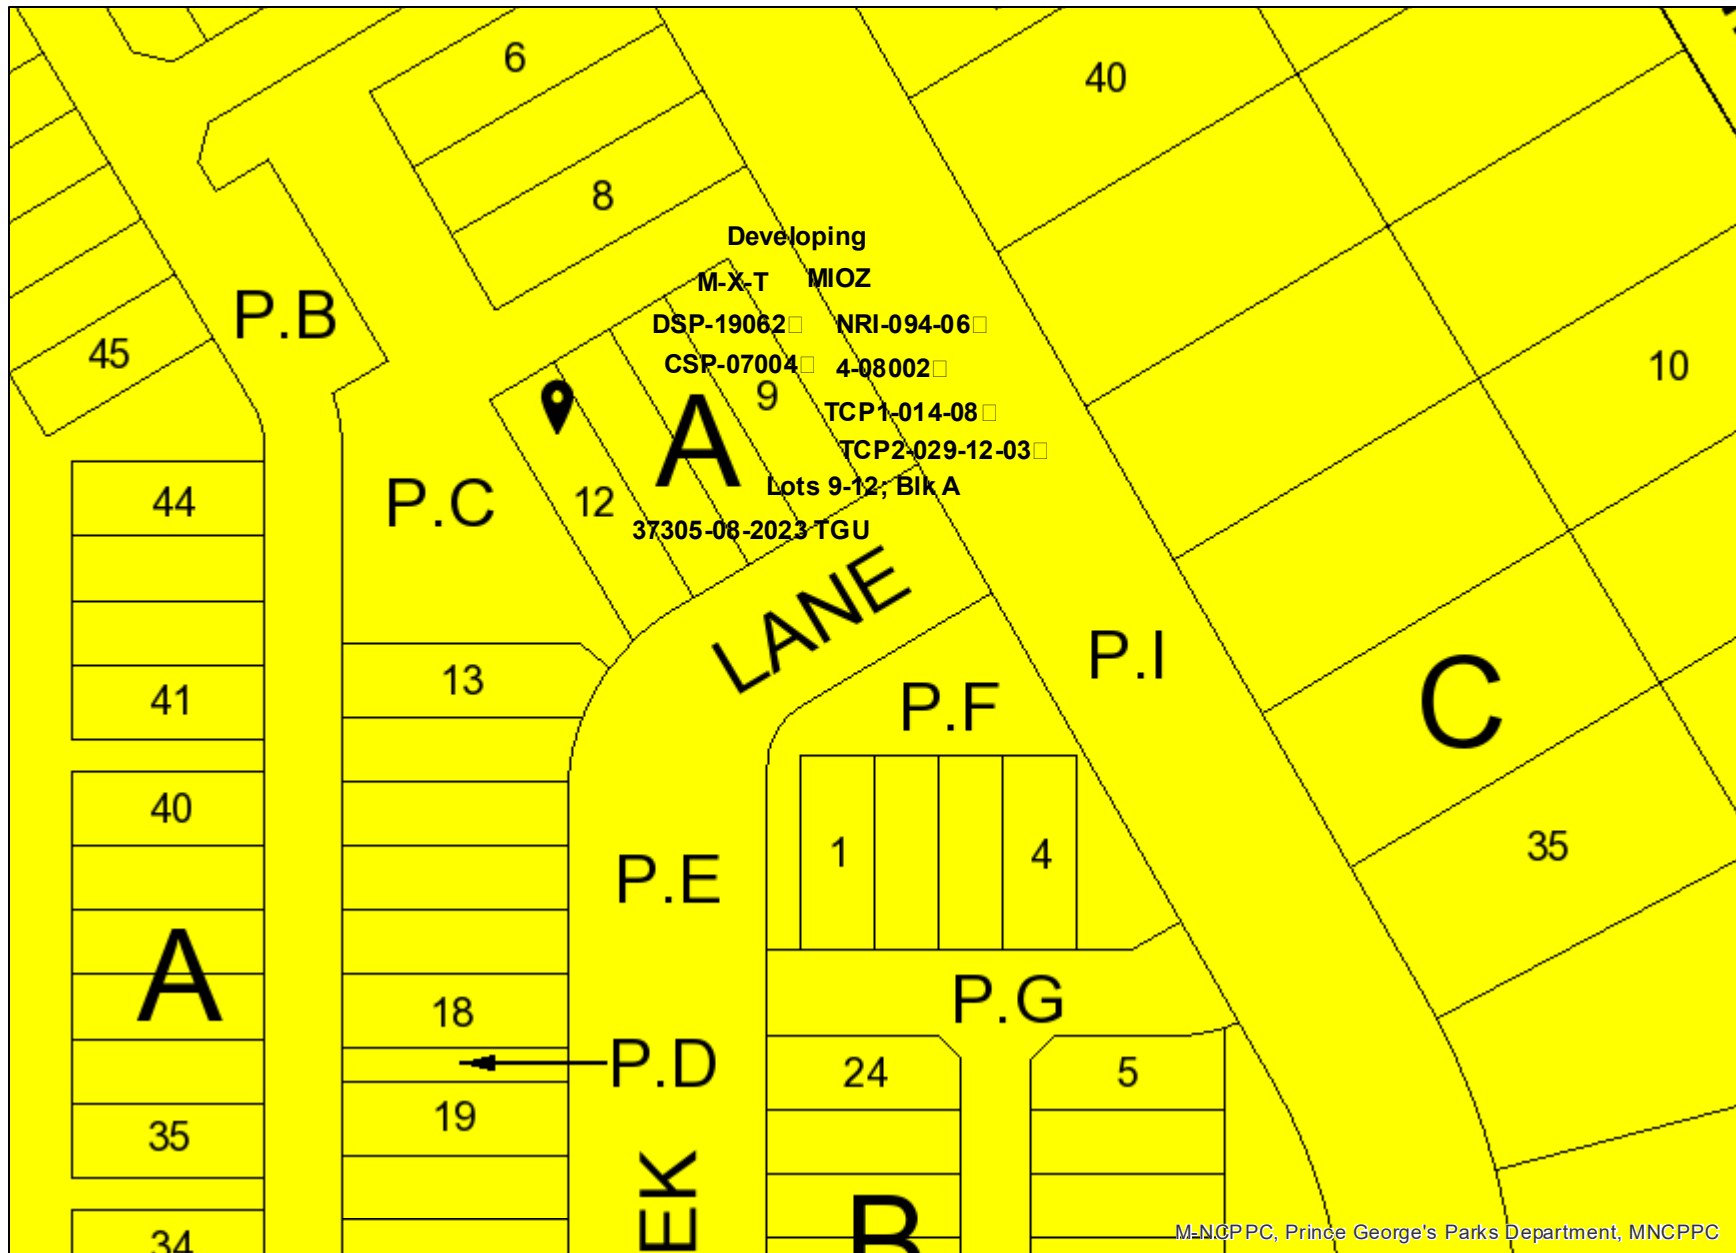 6
40
8
Developing
M-X-T MIOZ
P.B
DSP-19062 NRI-094-06
45
CSP-07004 4-08002
10
9
A
TCP1-014-08
TCP2-029-12-03
Lots 9-12; Blk A
44
P.C
12
37305-08-2023 TGU
LANE
P.I
13
41
P.F
C
40
1
4
35
P.E
A
18
P.G
P.D
24
5
19
35
EK
B
34
M-NCPPC, Prince George's Parks Department, MNCPPC